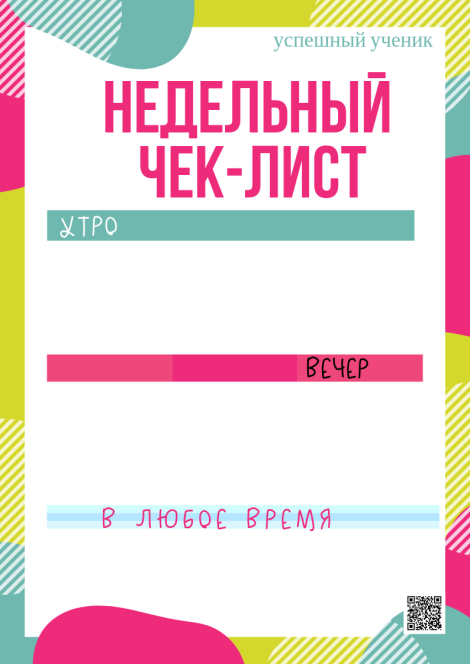 успешный ученик
НЕДЕЛЬНЫЙ
ЧЕК-ЛИСТ
УТРО
ВЕЧЕР
В ЛЮБОЕ ВРЕМЯ